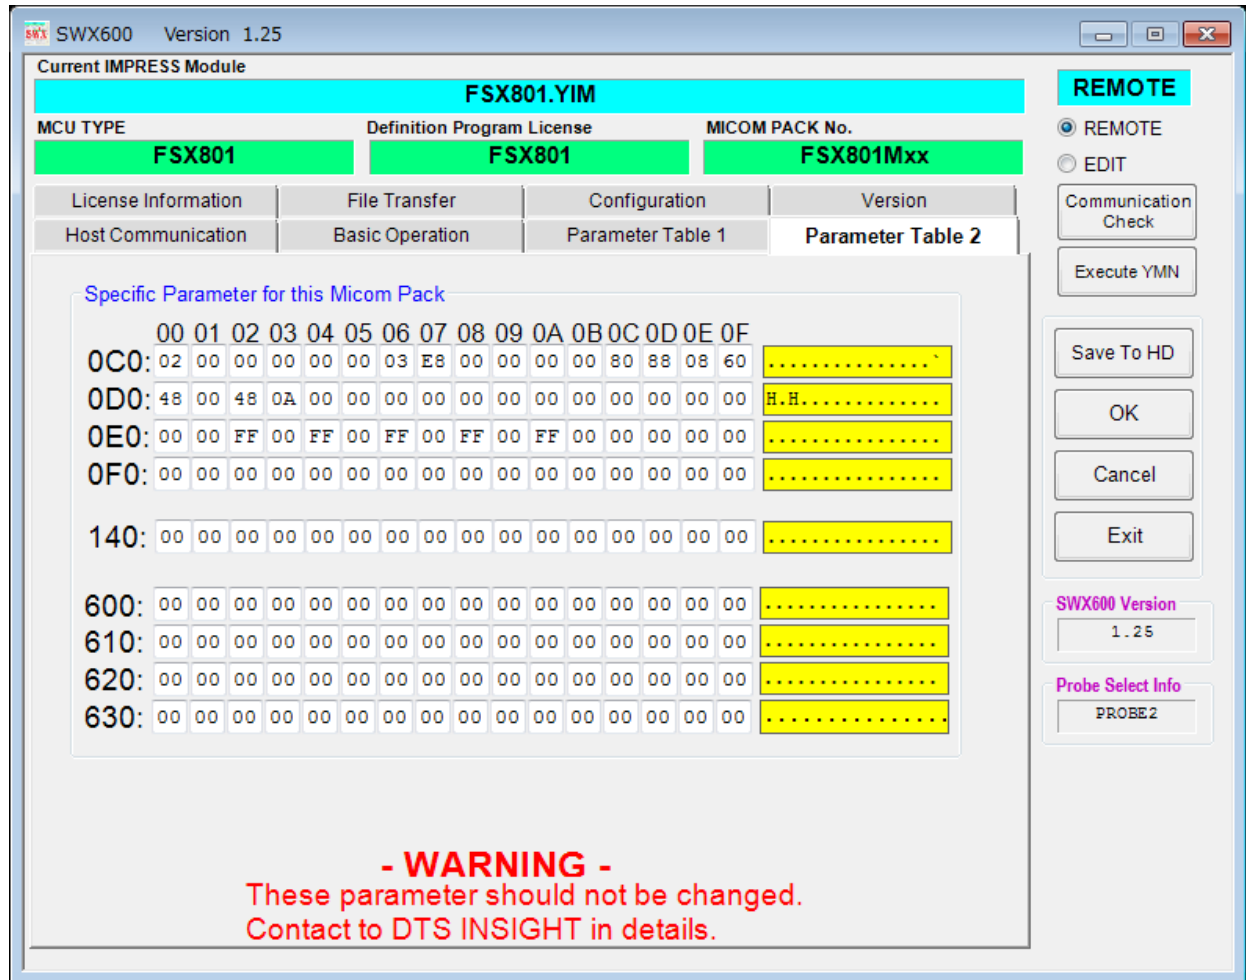 SWX600 Version 1.25
Current IMPRESS Module
FSX801.YIM
MCU TYPE Definition Program License MICOM PACK No.
FSX801 FSX801 FSX801Mxx
License Information File Transfer Configuration Version
Host Communication Basic Operation Parameter Table 1 Parameter Table 2
Specific Parameter for this Micom Pack
00 01 02 03 04 05 06 07 08 09 0A 0B 0C 0D 0E 0F
0C0: 02 00 00 00 00 00 03 E8 00 00 00 00 80 88 08 60 ...............`
0D0: 48 00 48 0A 00 00 00 00 00 00 00 00 00 00 00 00 H.H.............
0E0: 00 00 FF 00 FF 00 FF 00 FF 00 FF 00 00 00 00 00 ................
0F0: 00 00 00 00 00 00 00 00 00 00 00 00 00 00 00 00 ................
140: 00 00 00 00 00 00 00 00 00 00 00 00 00 00 00 00 ................
600: 00 00 00 00 00 00 00 00 00 00 00 00 00 00 00 00 ................
610: 00 00 00 00 00 00 00 00 00 00 00 00 00 00 00 00 ................
620: 00 00 00 00 00 00 00 00 00 00 00 00 00 00 00 00 ................
630: 00 00 00 00 00 00 00 00 00 00 00 00 00 00 00 00 ................
- WARNING -
These parameter should not be changed.
Contact to DTS INSIGHT in details.
REMOTE
REMOTE
EDIT
Communication
Check
Execute YMN
Save To HD
OK
Cancel
Exit
SWX600 Version
1.25
Probe Select Info
PROBE2